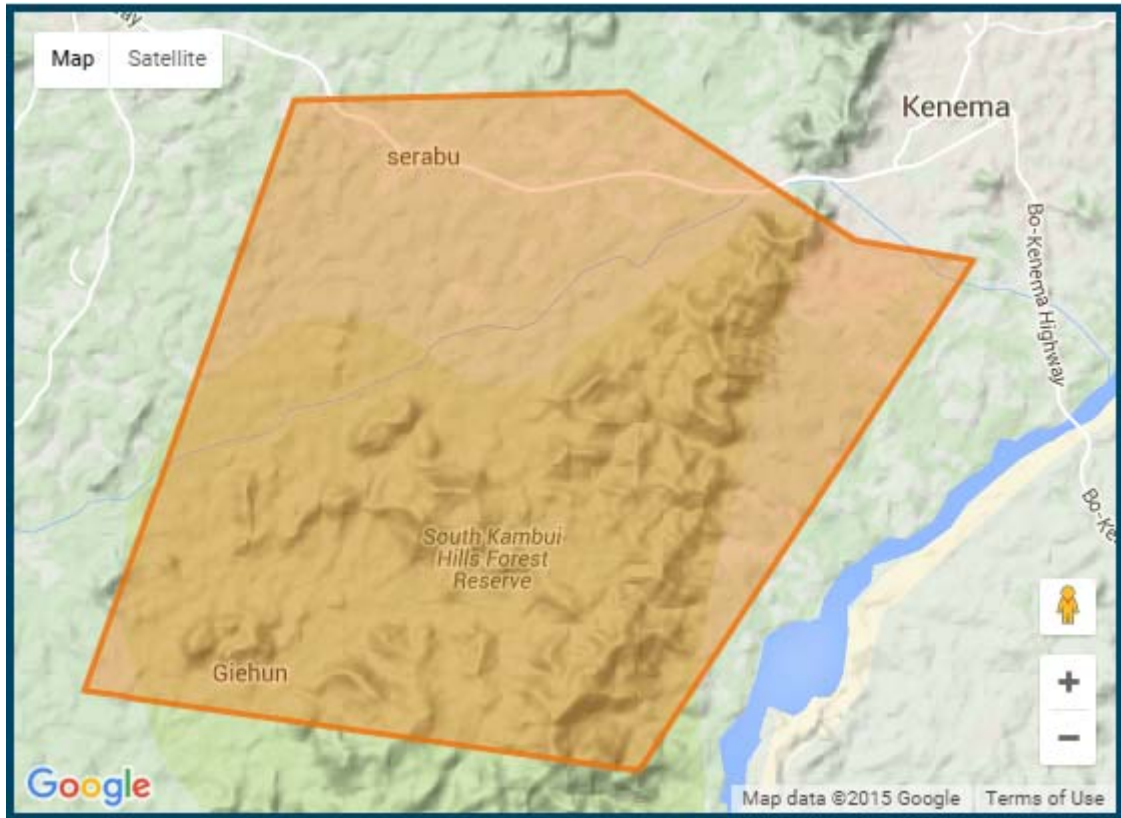 way
Map Satellite
Kenema
serabu
Bo-Kenema Highway
South Kambui
Hills Forest
Reserve
Bo-Ke
Giehun
+
−
Google
Map data ©2015 Google Terms of Use